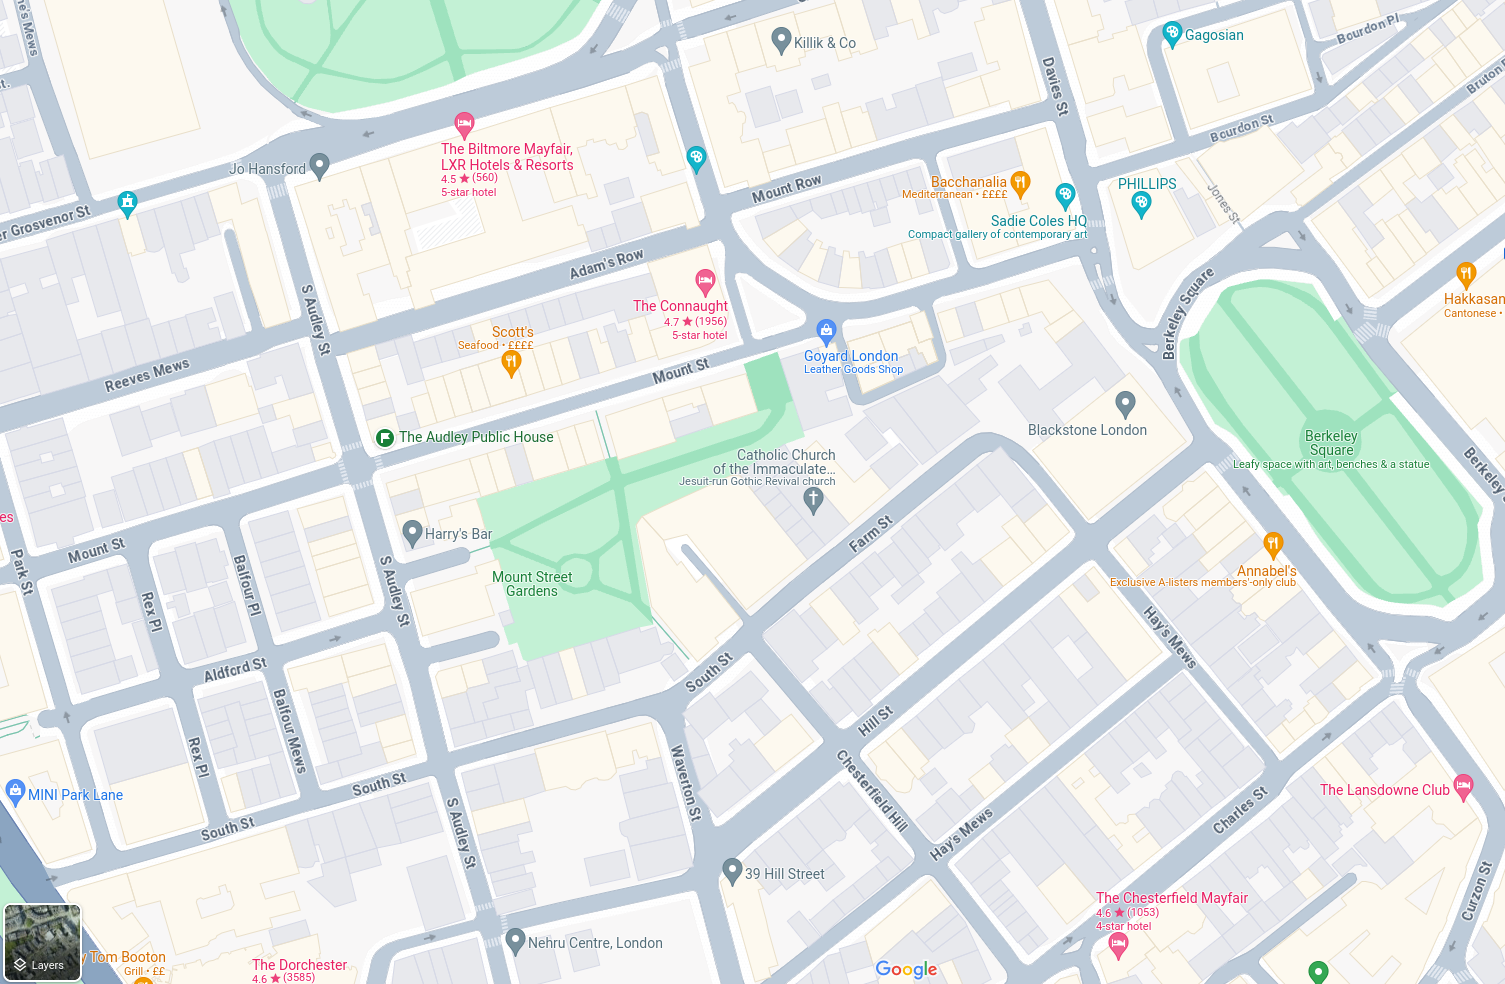 Killik & Co
Gagosian
Bourdon Pl
Davies St
Bruton
Bourdon St
The Biltmore Mayfair,
LXR Hotels & Resorts
4.5 ★ (560)
5-star hotel
Jo Hansford
er Grosvenor St
Mount Row
Bacchanalia
Mediterranean • ££££
PHILLIPS
Jones St
Sadie Coles HQ
Compact gallery of contemporary art
Adam's Row
S Audley St
The Connaught
4.7 ★ (1956)
5-star hotel
Berkeley Square
Hakkasan
Cantonese •
Scott's
Seafood • ££££
Goyard London
Leather Goods Shop
Reeves Mews
Mount St
The Audley Public House
Blackstone London
Berkeley
Square
Leafy space with art, benches & a statue
Berkeley
Catholic Church
of the Immaculate...
Jesuit-run Gothic Revival church
es
Harry's Bar
Farm St
Mount St
Park St
Balfour Pl
Rex Pl
S Audley St
Mount Street
Gardens
Annabel's
Exclusive A-listers members'-only club
Hay's Mews
Aldford St
South St
Balfour Mews
Rex Pl
Hill St
Waverton St
Chesterfield Hill
South St
MINI Park Lane
South St
S Audley St
The Lansdowne Club
Charles St
Hay's Mews
39 Hill Street
The Chesterfield Mayfair
4.6 ★ (1053)
4-star hotel
Curzon St
Nehru Centre, London
y Tom Booton
Grill • ££
The Dorchester
4.6 ★ (3585)
Layers
Google